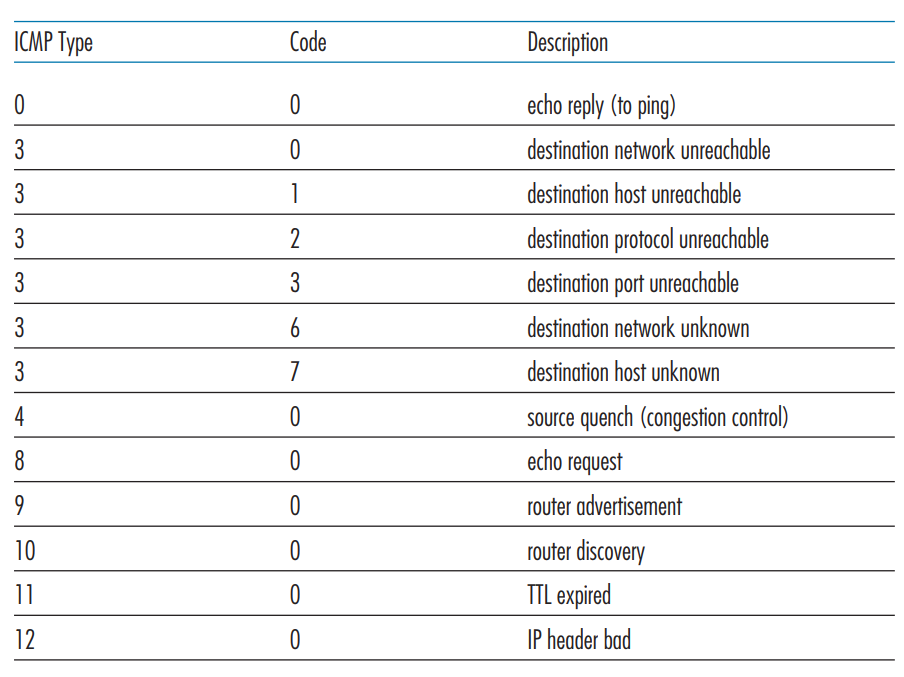 ICMP Type Code Description
0 0 echo reply (to ping)
3 0 destination network unreachable
3 1 destination host unreachable
3 2 destination protocol unreachable
3 3 destination port unreachable
3 6 destination network unknown
3 7 destination host unknown
4 0 source quench (congestion control)
8 0 echo request
9 0 router advertisement
10 0 router discovery
11 0 TTL expired
12 0 IP header bad